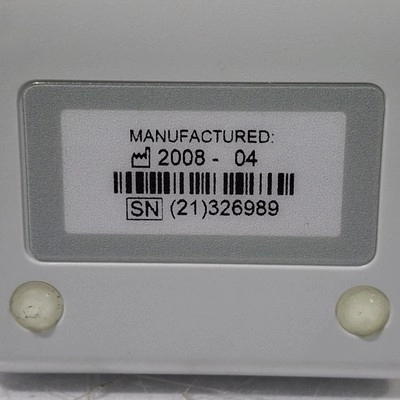 MANUFACTURED:
2008 - 04
SN (21)326989